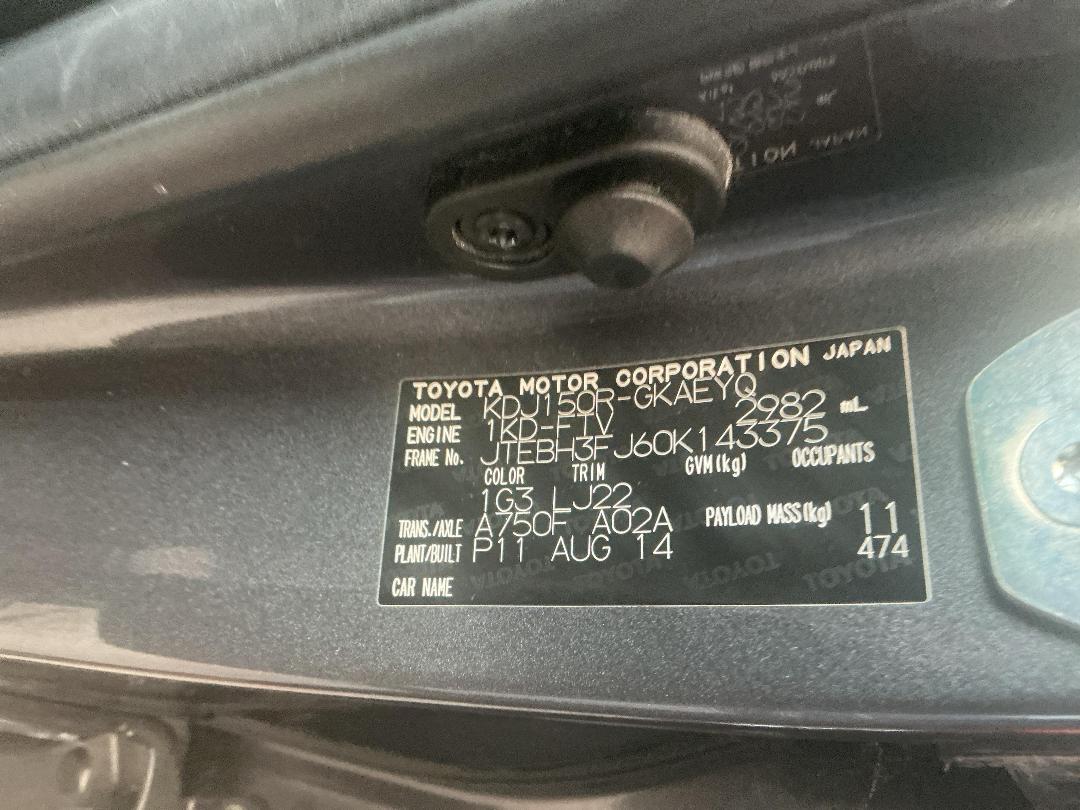 TOYOTA MOTOR CORPORATION JAPAN
MODEL KDJ150R-GKAEYQ
ENGINE 1KD-FTV 2982 mL
FRAME No. JTEBH3FJ60K143375
COLOR TRIM GVM(kg) OCCUPANTS
1G3 LJ22
TRANS./AXLE A750F A02A PAYLOAD MASS(kg) 11
PLANT/BUILT P11 AUG 14 474
CAR NAME